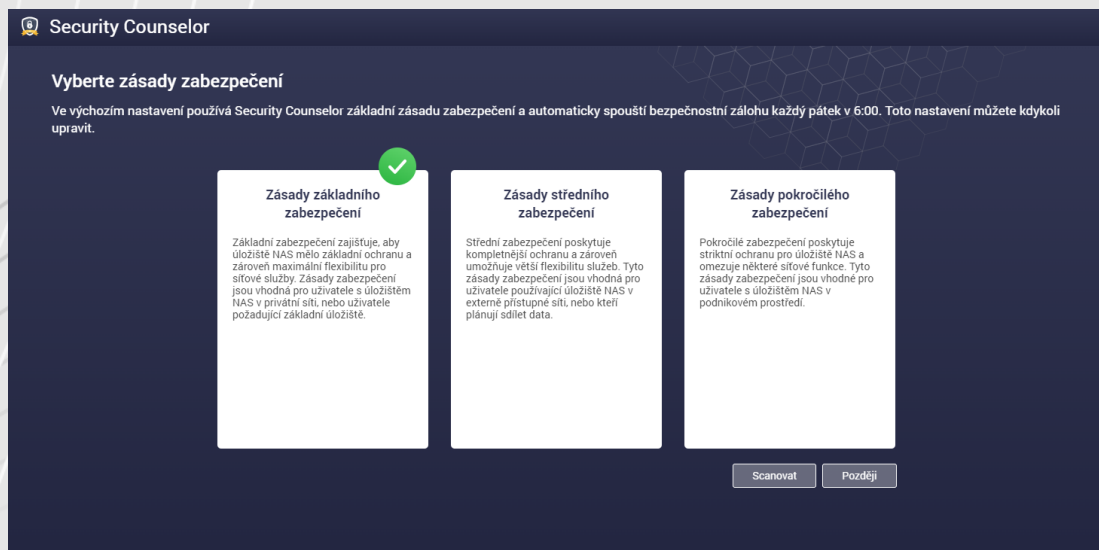 Security Counselor
Vyberte zásady zabezpečení
Ve výchozím nastavení používá Security Counselor základní zásadu zabezpečení a automaticky spouští bezpečnostní zálohu každý pátek v 6:00. Toto nastavení můžete kdykoli
upravit.
Zásady základního
zabezpečení
Základní zabezpečení zajišťuje, aby
úložiště NAS mělo základní ochranu a
zároveň maximální flexibilitu pro
síťové služby. Zásady zabezpečení
jsou vhodná pro uživatele s úložištěm
NAS v privátní síti, nebo uživatele
požadující základní úložiště.
Zásady středního
zabezpečení
Střední zabezpečení poskytuje
kompletnější ochranu a zároveň
umožňuje větší flexibilitu služeb. Tyto
zásady zabezpečení jsou vhodná pro
uživatele používající úložiště NAS v
externě přístupné síti, nebo kteří
plánují sdílet data.
Zásady pokročilého
zabezpečení
Pokročilé zabezpečení poskytuje
striktní ochranu pro úložiště NAS a
omezuje některé síťové funkce. Tyto
zásady zabezpečení jsou vhodné pro
uživatele s úložištěm NAS v
podnikovém prostředí.
Scanovat
Později